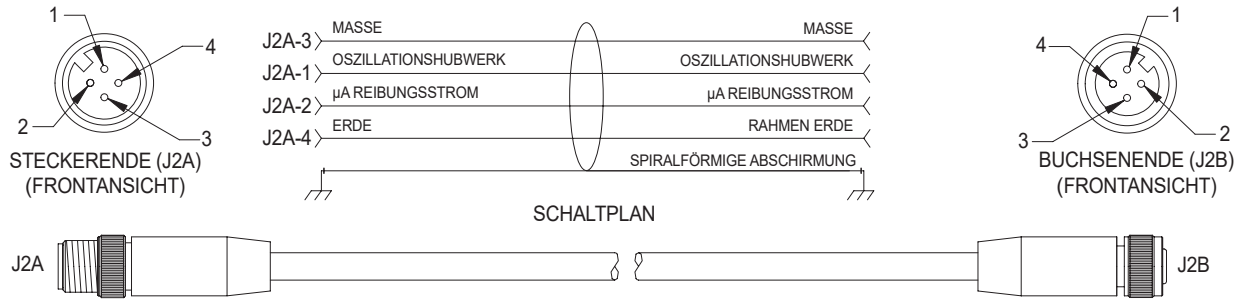 1
4
2
3
STECKERENDE (J2A)
(FRONTANSICHT)
J2A-3 MASSE MASSE
J2A-1 OSZILLATIONSHUBWERK OSZILLATIONSHUBWERK
J2A-2 µA REIBUNGSSTROM µA REIBUNGSSTROM
J2A-4 ERDE RAHMEN ERDE
SPIRALFÖRMIGE ABSCHIRMUNG
SCHALTPLAN
1
4
2
3
BUCHSENENDE (J2B)
(FRONTANSICHT)
J2A
J2B